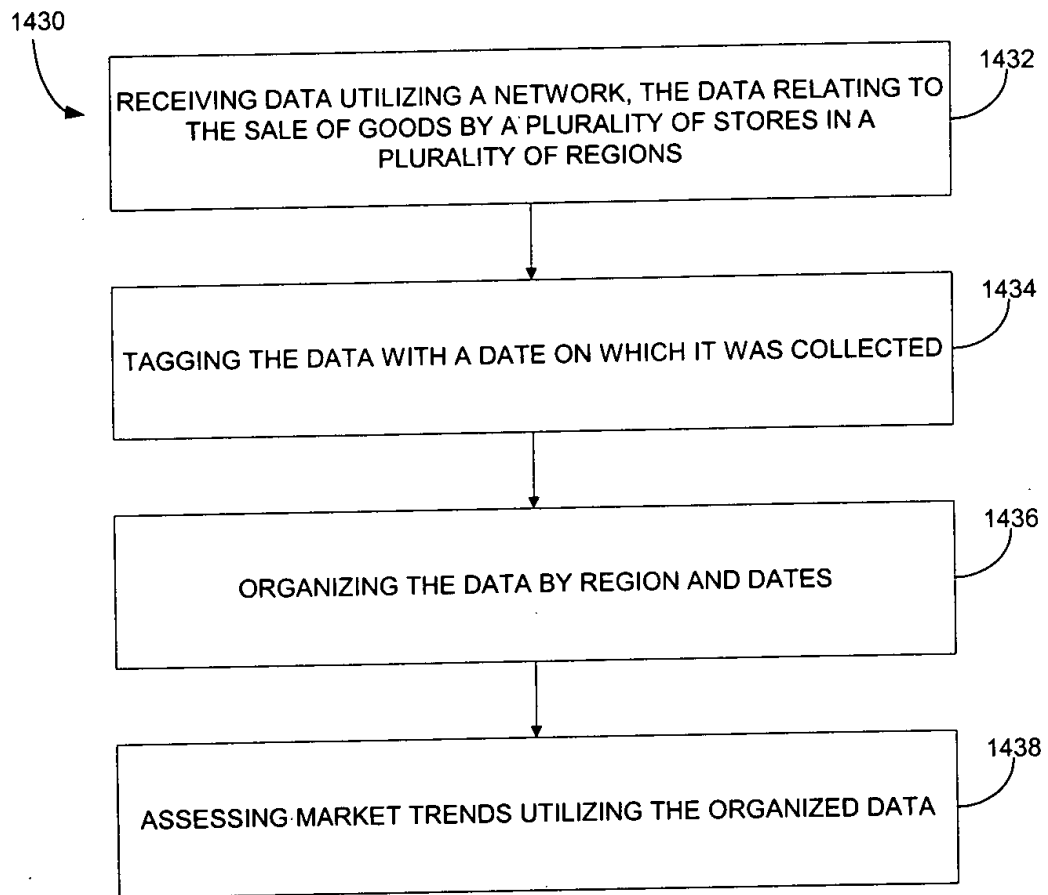 1430
1432
RECEIVING DATA UTILIZING A NETWORK, THE DATA RELATING TO
THE SALE OF GOODS BY A PLURALITY OF STORES IN A
PLURALITY OF REGIONS
1434
TAGGING THE DATA WITH A DATE ON WHICH IT WAS COLLECTED
1436
ORGANIZING THE DATA BY REGION AND DATES
1438
ASSESSING MARKET TRENDS UTILIZING THE ORGANIZED DATA